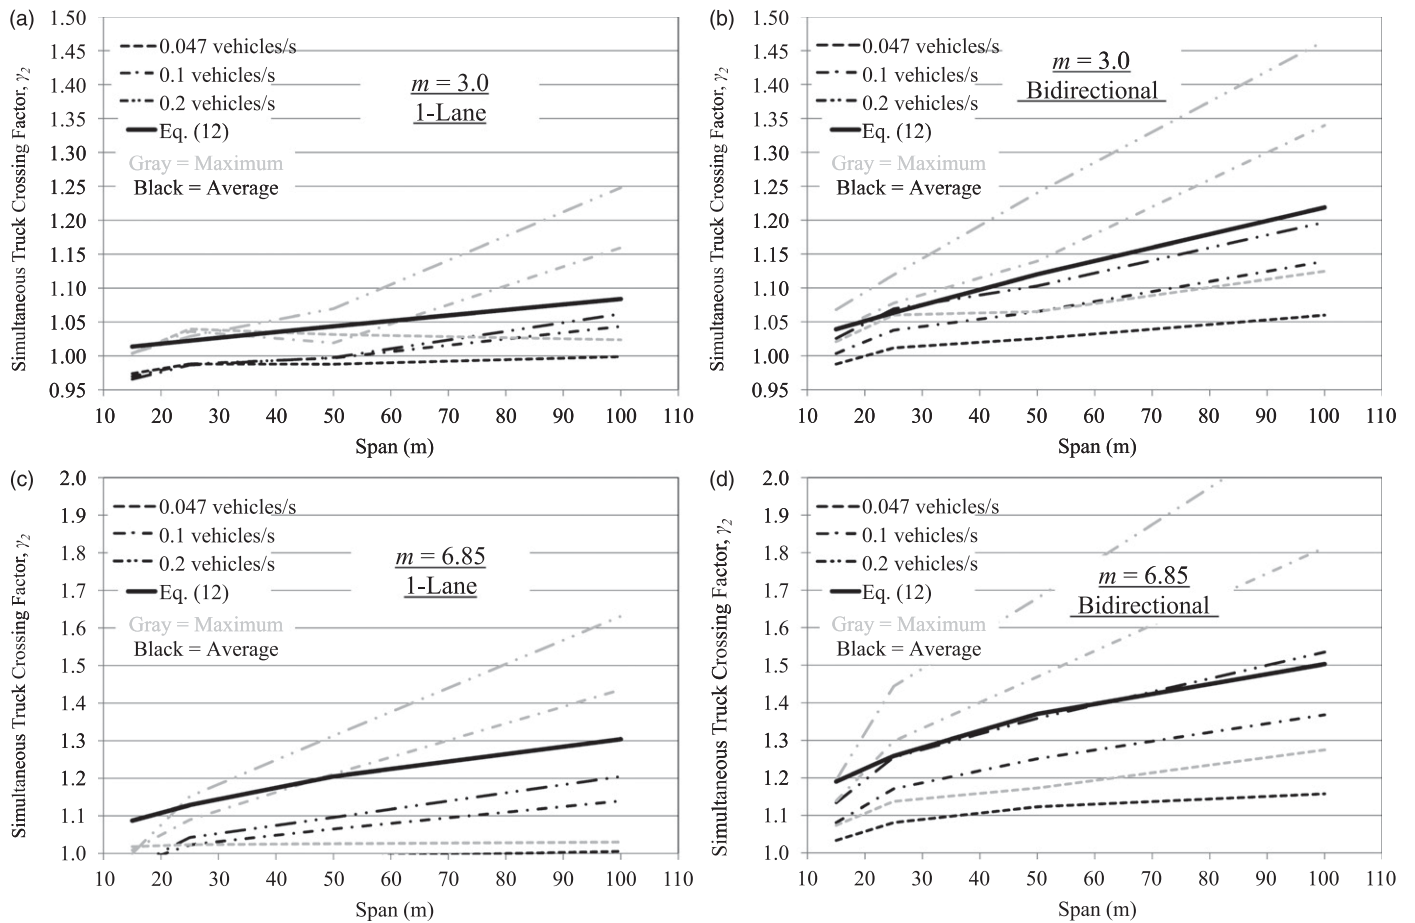 (a)
Simultaneous Truck Crossing Factor, γ2
1.50
1.45
1.40
1.35
1.30
1.25
1.20
1.15
1.10
1.05
1.00
0.95
0.047 vehicles/s
0.1 vehicles/s
0.2 vehicles/s
Eq. (12)
Gray = Maximum
Black = Average
m = 3.0
1-Lane
10 20 30 40 50 60 70 80 90 100 110
Span (m)
(b)
Simultaneous Truck Crossing Factor, γ2
1.50
1.45
1.40
1.35
1.30
1.25
1.20
1.15
1.10
1.05
1.00
0.95
0.047 vehicles/s
0.1 vehicles/s
0.2 vehicles/s
Eq. (12)
Gray = Maximum
Black = Average
m = 3.0
Bidirectional
10 20 30 40 50 60 70 80 90 100 110
Span (m)
(c)
Simultaneous Truck Crossing Factor, γ2
2.0
1.9
1.8
1.7
1.6
1.5
1.4
1.3
1.2
1.1
1.0
0.047 vehicles/s
0.1 vehicles/s
0.2 vehicles/s
Eq. (12)
Gray = Maximum
Black = Average
m = 6.85
1-Lane
10 20 30 40 50 60 70 80 90 100 110
Span (m)
(d)
Simultaneous Truck Crossing Factor, γ2
2.0
1.9
1.8
1.7
1.6
1.5
1.4
1.3
1.2
1.1
1.0
0.047 vehicles/s
0.1 vehicles/s
0.2 vehicles/s
Eq. (12)
Gray = Maximum
Black = Average
m = 6.85
Bidirectional
10 20 30 40 50 60 70 80 90 100 110
Span (m)